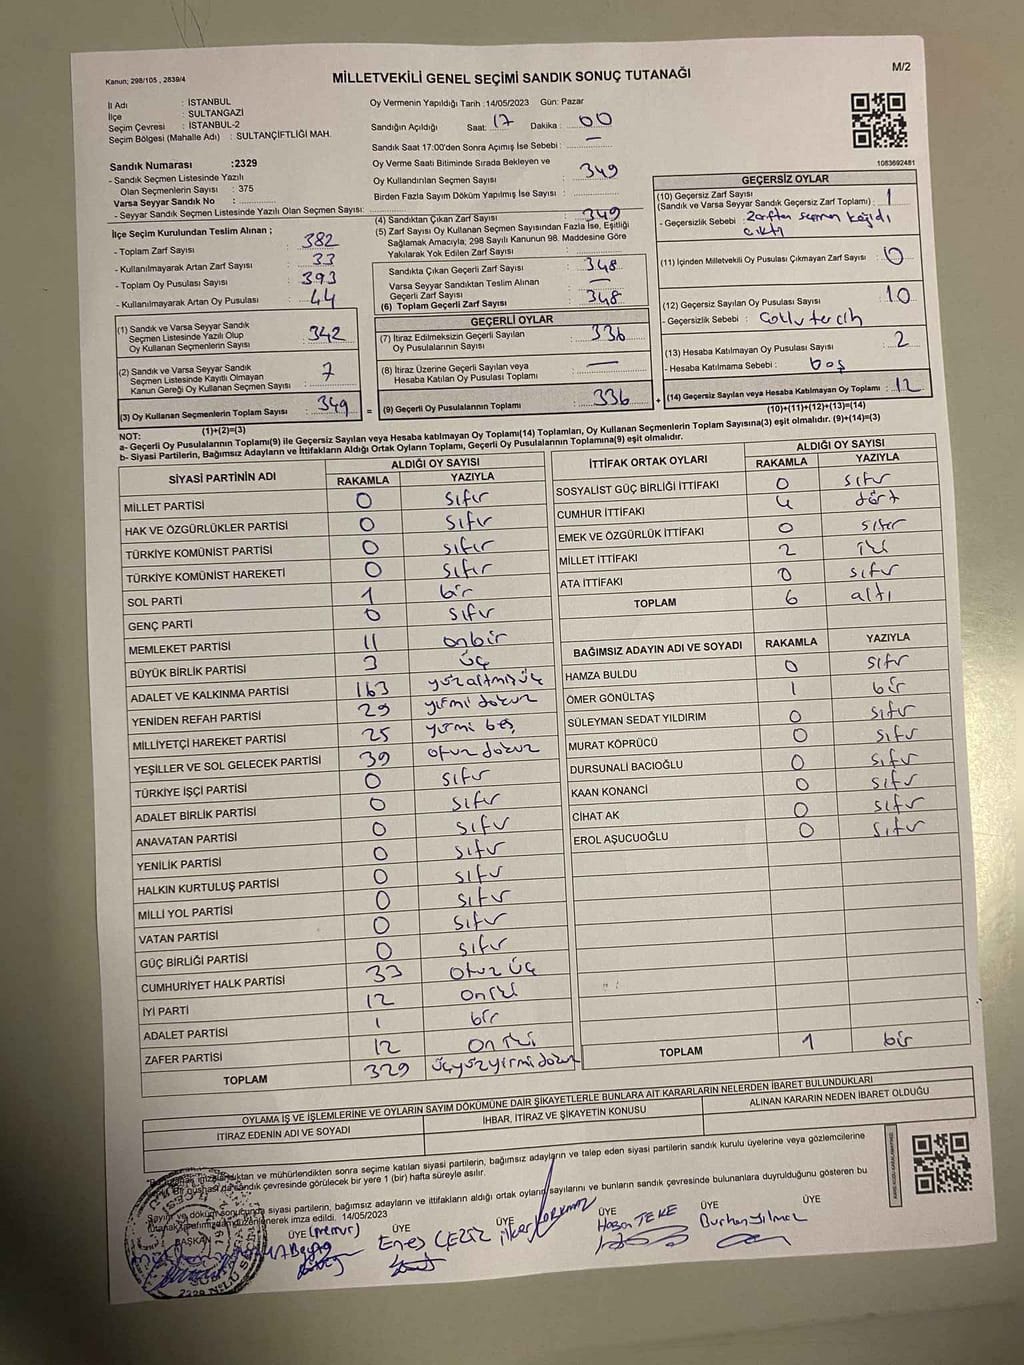 Kanun; 298/105 , 2839/4
MİLLETVEKİLİ GENEL SEÇİMİ SANDIK SONUÇ TUTANAĞI
M/2
İl Adı : İSTANBUL
İlçe : SULTANGAZİ
Seçim Çevresi : İSTANBUL-2
Seçim Bölgesi (Mahalle Adı) : SULTANÇİFTLİĞİ MAH.
Oy Vermenin Yapıldığı Tarih :14/05/2023 Gün: Pazar
Sandığın Açıldığı Saat: 17 Dakika : 00
Sandık Saat 17:00'den Sonra Açımış İse Sebebi : —
Oy Verme Saati Bitiminde Sırada Bekleyen ve
Oy Kullandırılan Seçmen Sayısı : 349
Birden Fazla Sayım Döküm Yapılmış İse Sayısı :
1083692481
Sandık Numarası :2329
- Sandık Seçmen Listesinde Yazılı
Olan Seçmenlerin Sayısı : 375
Varsa Seyyar Sandık No :
- Seyyar Sandık Seçmen Listesinde Yazılı Olan Seçmen Sayısı:
İlçe Seçim Kurulundan Teslim Alınan ;
- Toplam Zarf Sayısı : 382
- Kullanılmayarak Artan Zarf Sayısı : 33
- Toplam Oy Pusulası Sayısı : 393
- Kullanılmayarak Artan Oy Pusulası : 44
(1) Sandık ve Varsa Seyyar Sandık
Seçmen Listesinde Yazılı Olup
Oy Kullanan Seçmenlerin Sayısı : 342
(2) Sandık ve Varsa Seyyar Sandık
Seçmen Listesinde Kayıtlı Olmayan
Kanun Gereği Oy Kullanan Seçmen Sayısı : 7
(3) Oy Kullanan Seçmenlerin Toplam Sayısı : 349
(1)+(2)=(3)
(4) Sandıktan Çıkan Zarf Sayısı : 349
(5) Zarf Sayısı Oy Kullanan Seçmen Sayısından Fazla İse, Eşitliği
Sağlamak Amacıyla; 298 Sayılı Kanunun 98. Maddesine Göre
Yakılarak Yok Edilen Zarf Sayısı :
Sandıkta Çıkan Geçerli Zarf Sayısı : 348
Varsa Seyyar Sandıktan Teslim Alınan
Geçerli Zarf Sayısı : —
(6) Toplam Geçerli Zarf Sayısı : 348
GEÇERLİ OYLAR
(7) İtiraz Edilmeksizin Geçerli Sayılan
Oy Pusulalarının Sayısı : 336
(8) İtiraz Üzerine Geçerli Sayılan veya
Hesaba Katılan Oy Pusulası Toplamı : —
= (9) Geçerli Oy Pusulalarının Toplamı : 336
GEÇERSİZ OYLAR
(10) Geçersiz Zarf Sayısı
(Sandık ve Varsa Seyyar Sandık Geçersiz Zarf Toplamı) : 1
- Geçersizlik Sebebi : Zarftan seçmen kağıdı
çıktı
(11) İçinden Milletvekili Oy Pusulası Çıkmayan Zarf Sayısı : 0
(12) Geçersiz Sayılan Oy Pusulası Sayısı : 10
- Geçersizlik Sebebi : Çoklu tercih
(13) Hesaba Katılmayan Oy Pusulası Sayısı : 2
- Hesaba Katılmama Sebebi : boş
+ (14) Geçersiz Sayılan veya Hesaba Katılmayan Oy Toplamı : 12
(10)+(11)+(12)+(13)=(14)
NOT:
a- Geçerli Oy Pusulalarının Toplamı(9) ile Geçersiz Sayılan veya Hesaba katılmayan Oy Toplamı(14) Toplamları, Oy Kullanan Seçmenlerin Toplam Sayısına(3) eşit olmalıdır. (9)+(14)=(3)
b- Siyasi Partilerin, Bağımsız Adayların ve İttifakların Aldığı Ortak Oyların Toplamı, Geçerli Oy Pusulalarının Toplamına(9) eşit olmalıdır.
SİYASİ PARTİNİN ADI ALDIĞI OY SAYISI
RAKAMLA YAZIYLA
MİLLET PARTİSİ 0 sıfır
HAK VE ÖZGÜRLÜKLER PARTİSİ 0 sıfır
TÜRKİYE KOMÜNİST PARTİSİ 0 sıfır
TÜRKİYE KOMÜNİST HAREKETİ 0 sıfır
SOL PARTİ 1 bir
GENÇ PARTİ 0 sıfır
MEMLEKET PARTİSİ 11 onbir
BÜYÜK BİRLİK PARTİSİ 3 üç
ADALET VE KALKINMA PARTİSİ 163 yüzaltmışüç
YENİDEN REFAH PARTİSİ 29 yirmi dokuz
MİLLİYETÇİ HAREKET PARTİSİ 25 yirmi beş
YEŞİLLER VE SOL GELECEK PARTİSİ 39 otuz dokuz
TÜRKİYE İŞÇİ PARTİSİ 0 sıfır
ADALET BİRLİK PARTİSİ 0 sıfır
ANAVATAN PARTİSİ 0 sıfır
YENİLİK PARTİSİ 0 sıfır
HALKIN KURTULUŞ PARTİSİ 0 sıfır
MİLLİ YOL PARTİSİ 0 sıfır
VATAN PARTİSİ 0 sıfır
GÜÇ BİRLİĞİ PARTİSİ 0 sıfır
CUMHURİYET HALK PARTİSİ 33 Otuz üç
İYİ PARTİ 12 Oniki
ADALET PARTİSİ 1 bir
ZAFER PARTİSİ 12 On iki
TOPLAM 329 üçyüzyirmidokuz
İTTİFAK ORTAK OYLARI ALDIĞI OY SAYISI
RAKAMLA YAZIYLA
SOSYALİST GÜÇ BİRLİĞİ İTTİFAKI 0 sıfır
CUMHUR İTTİFAKI 4 dört
EMEK VE ÖZGÜRLÜK İTTİFAKI 0 sıfır
MİLLET İTTİFAKI 2 iki
ATA İTTİFAKI 0 sıfır
TOPLAM 6 altı
BAĞIMSIZ ADAYIN ADI VE SOYADI RAKAMLA YAZIYLA
HAMZA BULDU 0 sıfır
ÖMER GÖNÜLTAŞ 1 bir
SÜLEYMAN SEDAT YILDIRIM 0 sıfır
MURAT KÖPRÜCÜ 0 sıfır
DURSUNALİ BACIOĞLU 0 sıfır
KAAN KONANCİ 0 sıfır
CİHAT AK 0 sıfır
EROL AŞUCUOĞLU 0 sıfır
TOPLAM 1 bir
OYLAMA İŞ VE İŞLEMLERİNE VE OYLARIN SAYIM DÖKÜMÜNE DAİR ŞİKAYETLERLE BUNLARA AİT KARARLARIN NELERDEN İBARET BULUNDUKLARI
İTİRAZ EDENİN ADI VE SOYADI İHBAR, İTİRAZ VE ŞİKAYETİN KONUSU ALINAN KARARIN NEDEN İBARET OLDUĞU
mühürlendikten sonra seçime katılan siyasi partilerin, bağımsız adayların ve talep eden siyasi partilerin sandık kurulu üyelerine veya gözlemcilerine
sandık çevresinde görülecek bir yere 1 (bir) hafta süreyle asılır.
Sayım ve döküm sonucunda siyasi partilerin, bağımsız adayların ve ittifakların aldığı ortak oyların sayılarını ve bunların sandık çevresinde bulunanlara duyrulduğunu gösteren bu
düzenlenerek imza edildi. 14/05/2023
BAŞKAN ÜYE (memur) ÜYE ÜYE ÜYE ÜYE ÜYE
Enes ÇEZİZ ilker KORKMAZ Hasan TEKE Burhan Yılmaz